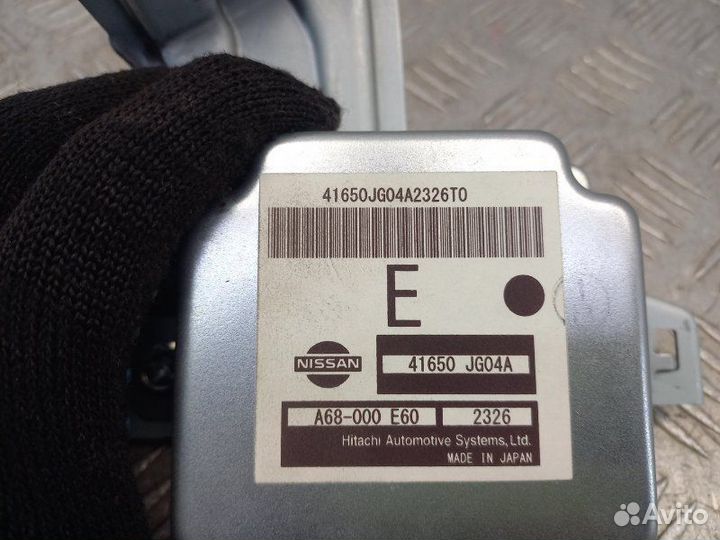 41650JG04A2326T0
E
NISSAN
41650 JG04A
A68-000 E60
2326
Hitachi Automotive Systems, Ltd.
MADE IN JAPAN
Avito